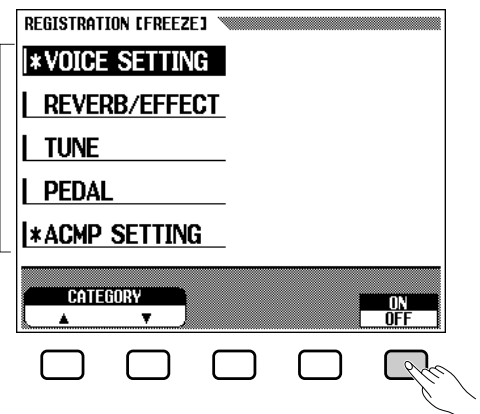 REGISTRATION [FREEZE]
*VOICE SETTING
REVERB/EFFECT
TUNE
PEDAL
*ACMP SETTING
CATEGORY
▲ ▼
ON
OFF